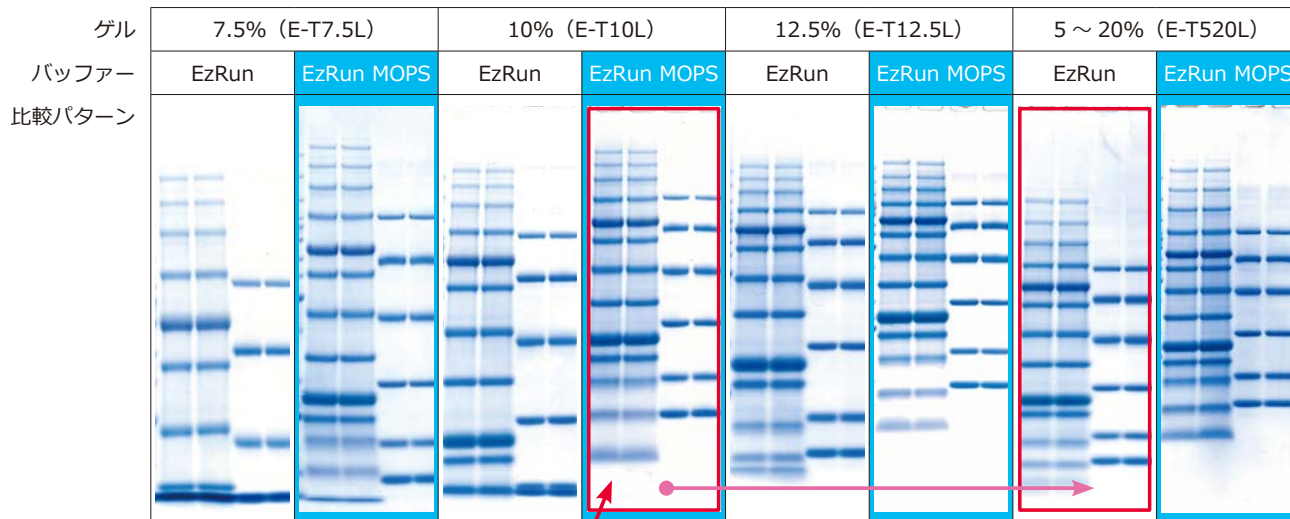 ゲル 7.5%（E-T7.5L） 10%（E-T10L） 12.5%（E-T12.5L） 5～20%（E-T520L）
バッファー EzRun EzRun MOPS EzRun EzRun MOPS EzRun EzRun MOPS EzRun EzRun MOPS
比較パターン